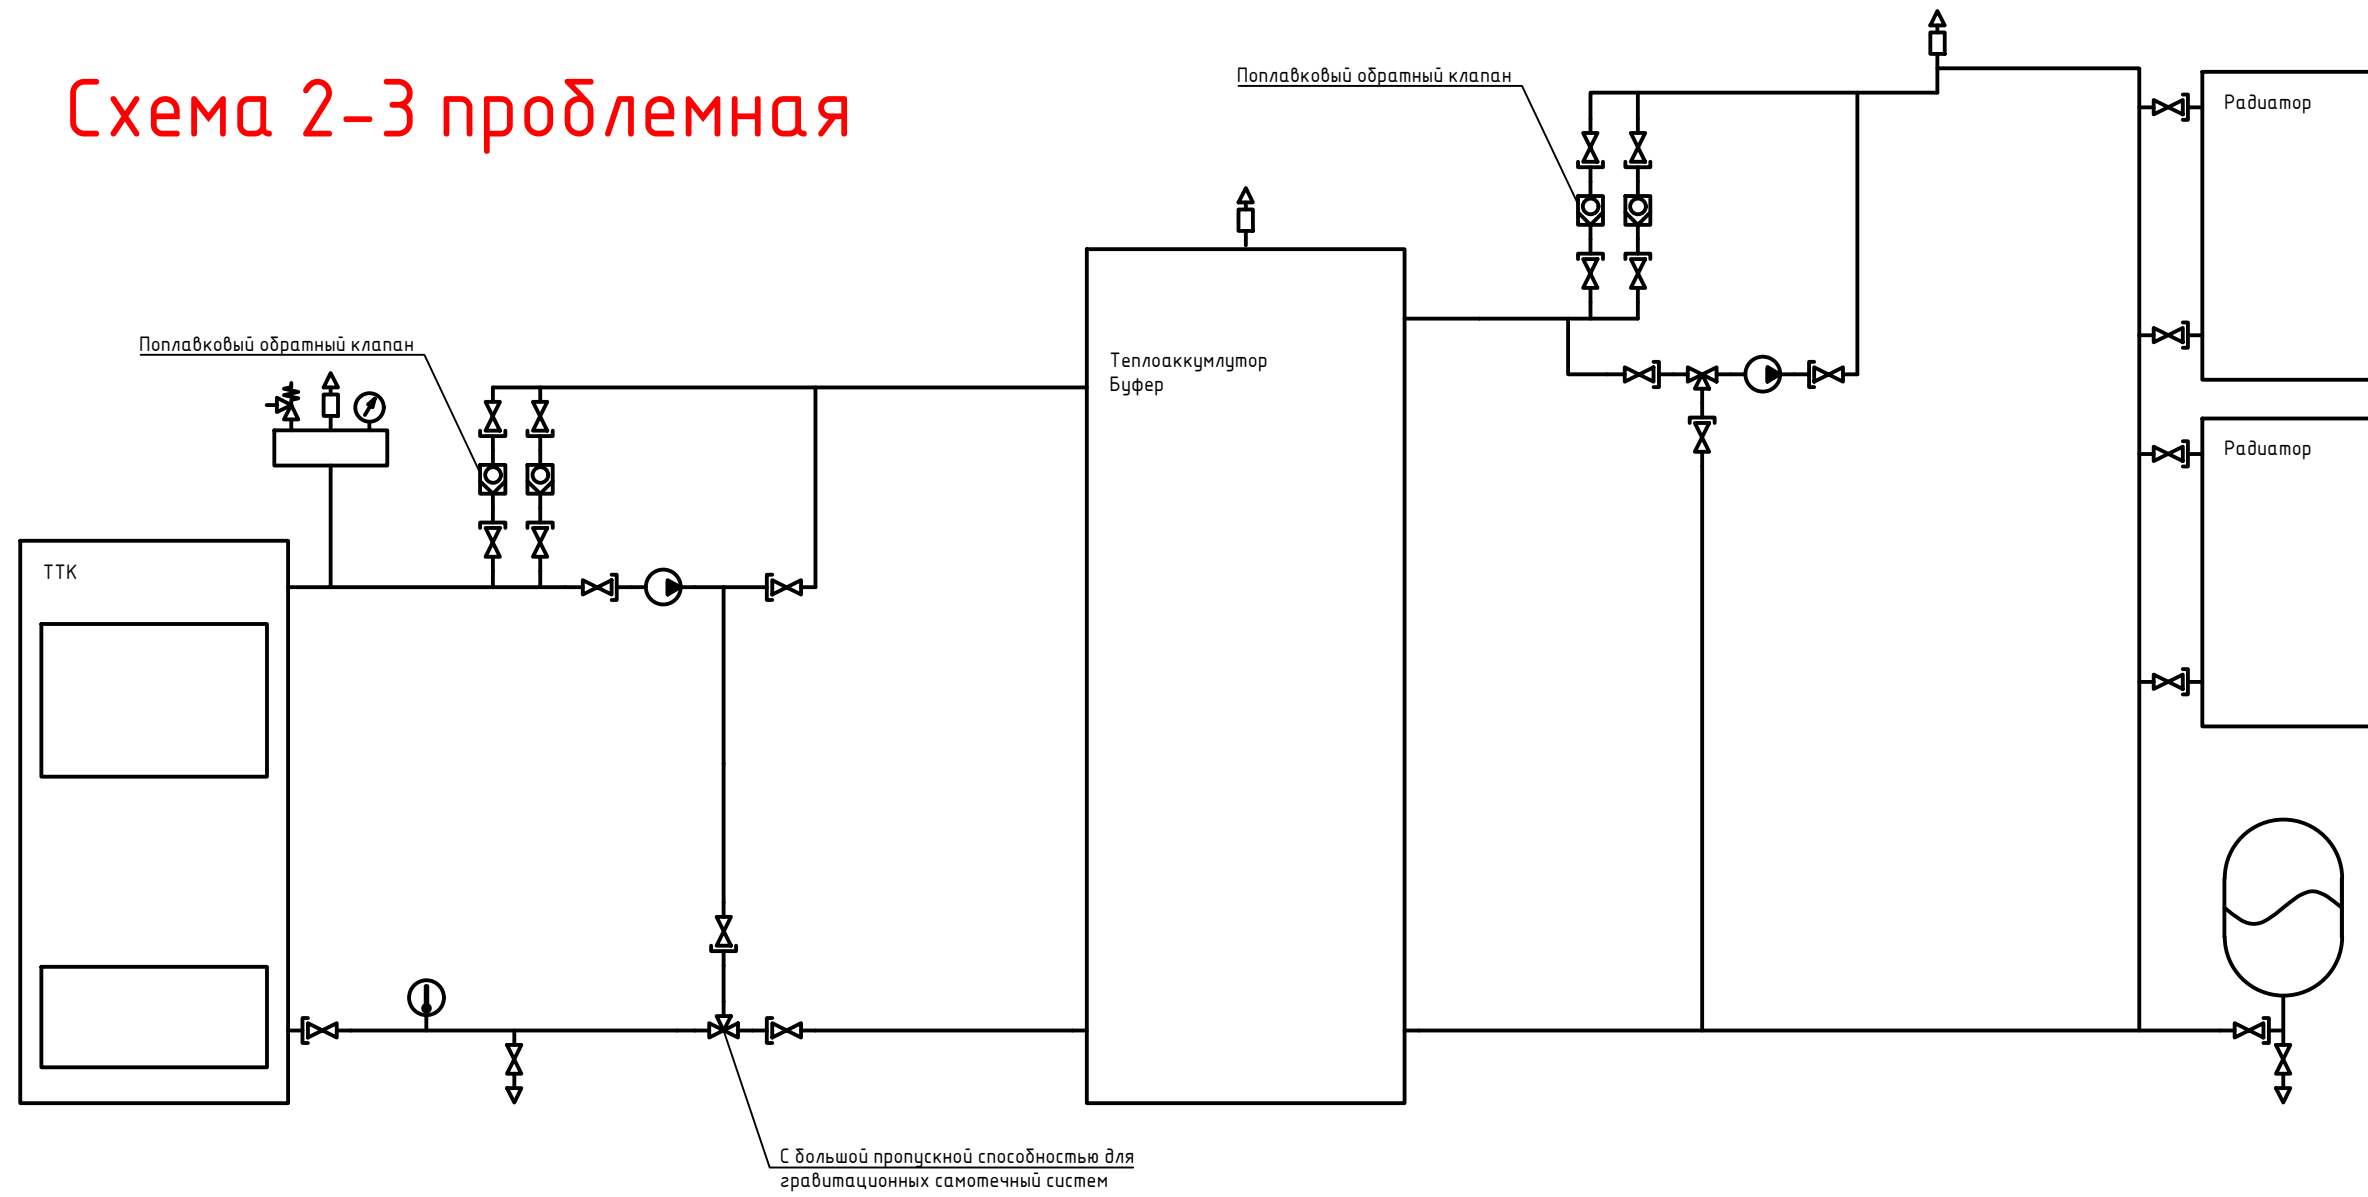 Схема 2-3 проблемная
Поплавковый обратный клапан
Радиатор
Поплавковый обратный клапан
Теплоаккумлутор
Буфер
Радиатор
ТТК
С большой пропускной способностью для
гравитационных самотечный систем